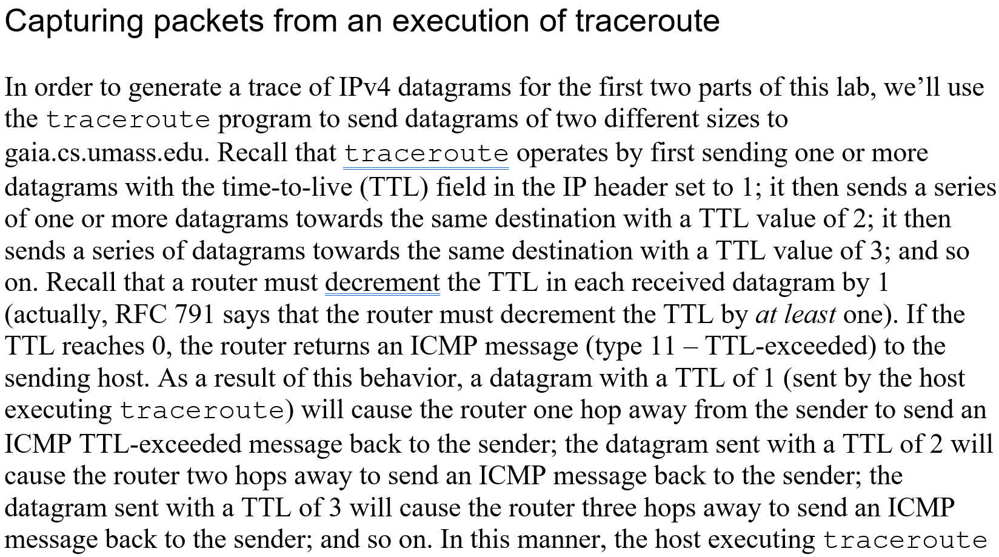 Capturing packets from an execution of traceroute
In order to generate a trace of IPv4 datagrams for the first two parts of this lab, we’ll use
the traceroute program to send datagrams of two different sizes to
gaia.cs.umass.edu. Recall that traceroute operates by first sending one or more
datagrams with the time-to-live (TTL) field in the IP header set to 1; it then sends a series
of one or more datagrams towards the same destination with a TTL value of 2; it then
sends a series of datagrams towards the same destination with a TTL value of 3; and so
on. Recall that a router must decrement the TTL in each received datagram by 1
(actually, RFC 791 says that the router must decrement the TTL by at least one). If the
TTL reaches 0, the router returns an ICMP message (type 11 – TTL-exceeded) to the
sending host. As a result of this behavior, a datagram with a TTL of 1 (sent by the host
executing traceroute) will cause the router one hop away from the sender to send an
ICMP TTL-exceeded message back to the sender; the datagram sent with a TTL of 2 will
cause the router two hops away to send an ICMP message back to the sender; the
datagram sent with a TTL of 3 will cause the router three hops away to send an ICMP
message back to the sender; and so on. In this manner, the host executing traceroute